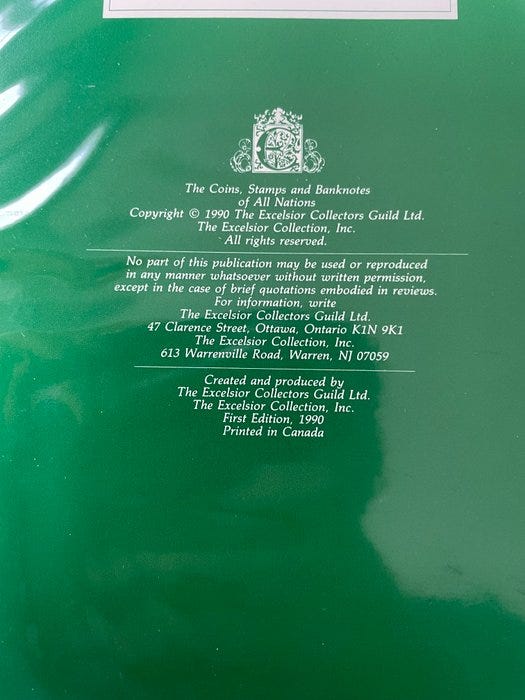 The Coins, Stamps and Banknotes
of All Nations
Copyright © 1990 The Excelsior Collectors Guild Ltd.
The Excelsior Collection, Inc.
All rights reserved.
No part of this publication may be used or reproduced
in any manner whatsoever without written permission,
except in the case of brief quotations embodied in reviews.
For information, write
The Excelsior Collectors Guild Ltd.
47 Clarence Street, Ottawa, Ontario K1N 9K1
The Excelsior Collection, Inc.
613 Warrenville Road, Warren, NJ 07059
Created and produced by
The Excelsior Collectors Guild Ltd.
The Excelsior Collection, Inc.
First Edition, 1990
Printed in Canada